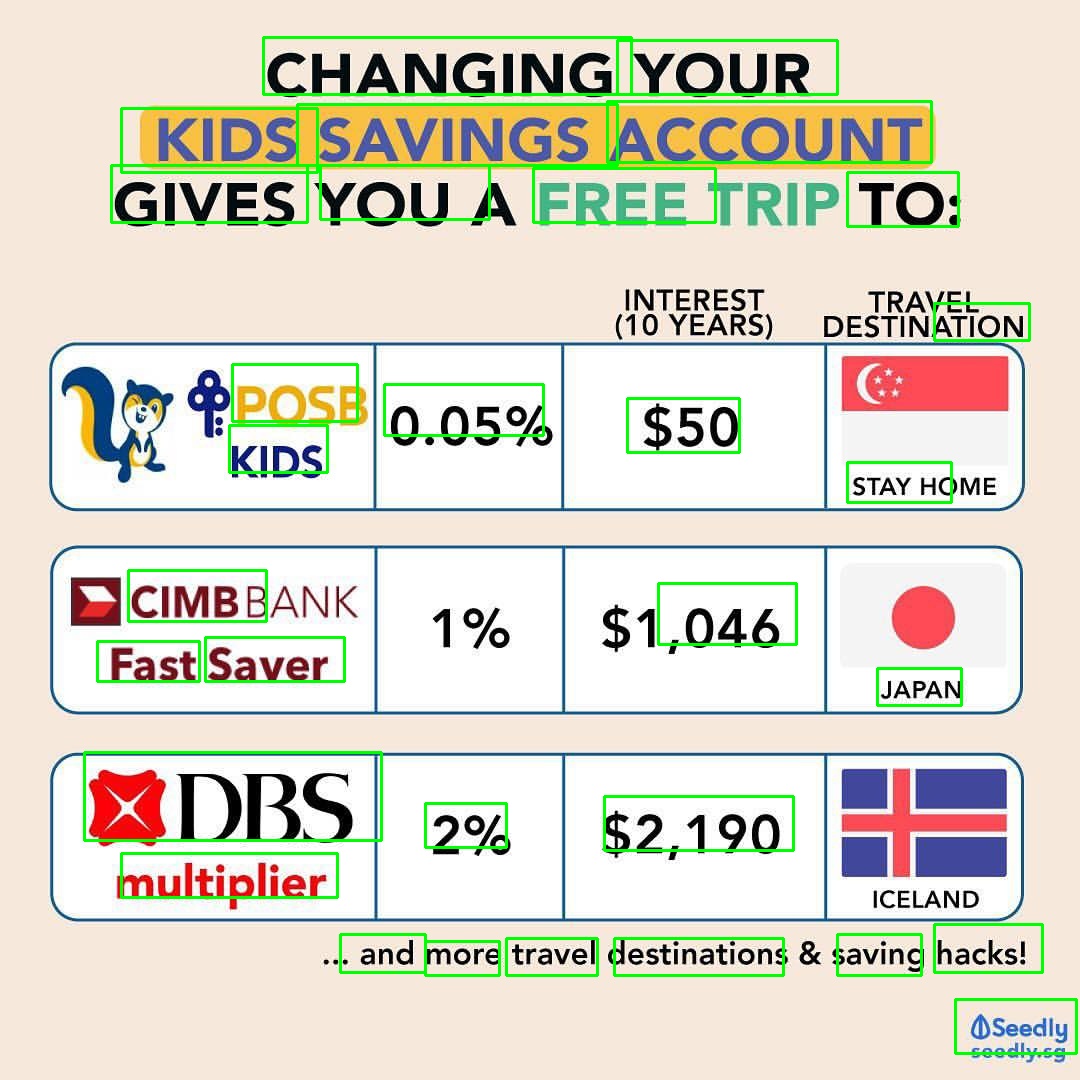 CHANGING YOUR
KIDS SAVINGS ACCOUNT
GIVES YOU A FREE TRIP TO:
INTEREST
(10 YEARS)
TRAVEL
DESTINATION
POSB
KIDS
0.05%
$50
STAY HOME
CIMB BANK
Fast Saver
1%
$1,046
JAPAN
DBS
multiplier
2%
$2,190
ICELAND
... and more travel destinations & saving hacks!
Seedly
seedly.sg